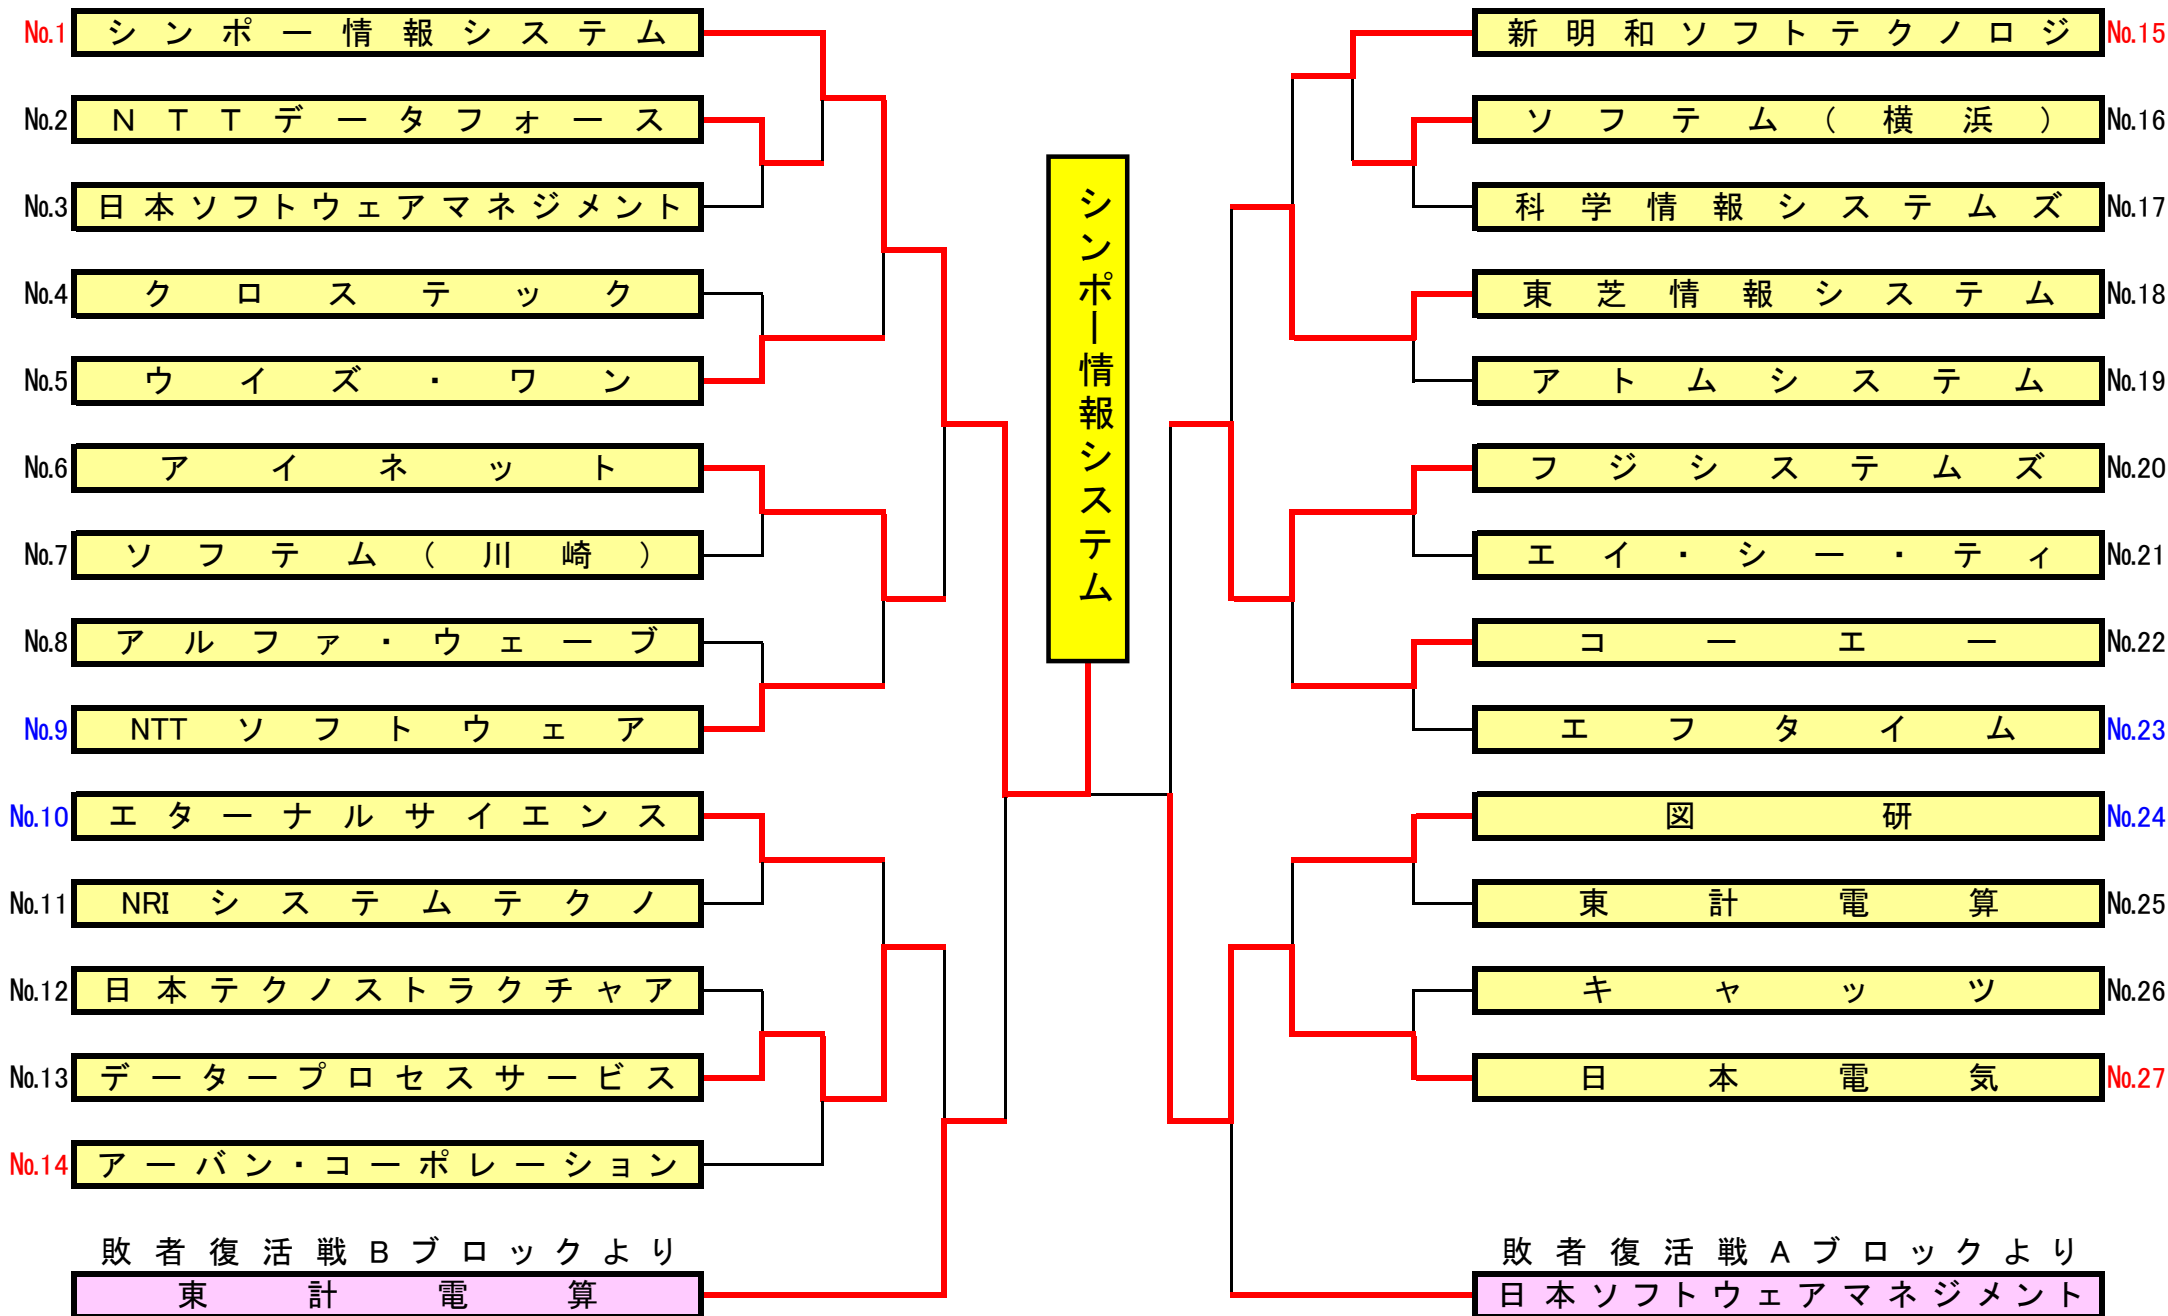 No.1 シンポー情報システム
No.2 NTTデータフォース
No.3 日本ソフトウェアマネジメント
No.4 クロステック
No.5 ウイズ・ワン
No.6 アイネット
No.7 ソフテム(川崎)
No.8 アルファ・ウェーブ
No.9 NTTソフトウェア
No.10 エターナルサイエンス
No.11 NRIシステムテクノ
No.12 日本テクノストラクチャア
No.13 データープロセスサービス
No.14 アーバン・コーポレーション
敗者復活戦Bブロックより
東計電算
シンポー情報システム
新明和ソフトテクノロジ No.15
ソフテム(横浜) No.16
科学情報システムズ No.17
東芝情報システム No.18
アトムシステム No.19
フジシステムズ No.20
エイ・シー・ティ No.21
コーエー No.22
エフタイム No.23
図研 No.24
東計電算 No.25
キャッツ No.26
日本電気 No.27
敗者復活戦Aブロックより
日本ソフトウェアマネジメント